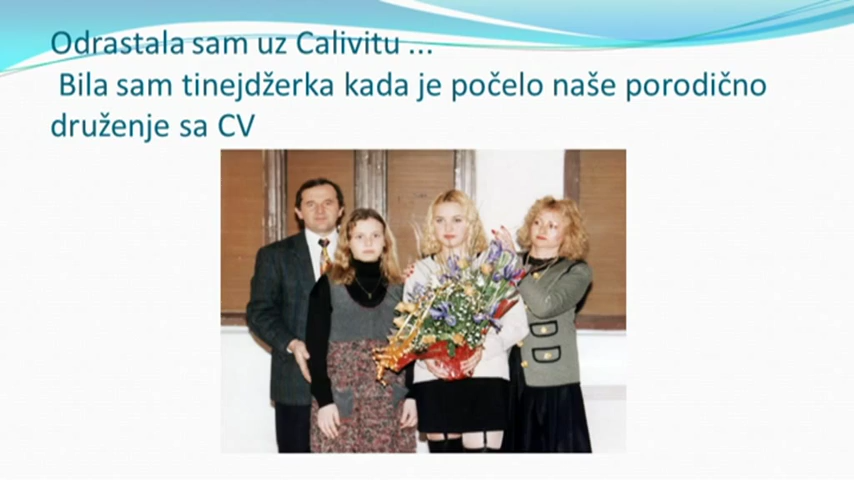 Odrastala sam uz Calivitu ...
Bila sam tinejdžerka kada je počelo naše porodično
druženje sa CV